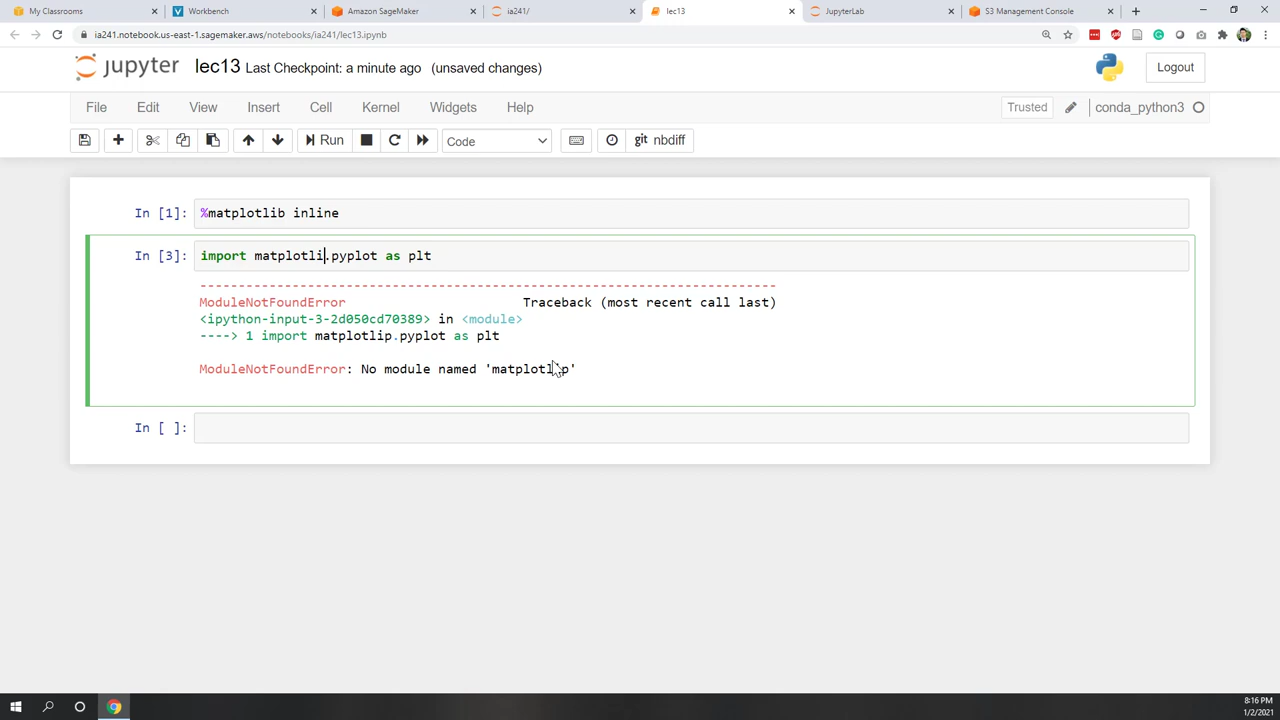 My Classrooms
Workbench
Amazon SageMaker
ia241/
lec13
JupyterLab
S3 Management Console
ia241.notebook.us-east-1.sagemaker.aws/notebooks/ia241/lec13.ipynb
jupyter lec13 Last Checkpoint: a minute ago (unsaved changes)
Logout
File Edit View Insert Cell Kernel Widgets Help
Trusted
conda_python3
Run
Code
git nbdiff
In [1]: %matplotlib inline
In [3]: import matplotli.pyplot as plt
---------------------------------------------------------------------------
ModuleNotFoundError Traceback (most recent call last)
<ipython-input-3-2d050cd70389> in <module>
----> 1 import matplotlip.pyplot as plt
ModuleNotFoundError: No module named 'matplotlip'
In [ ]:
8:16 PM
1/2/2021